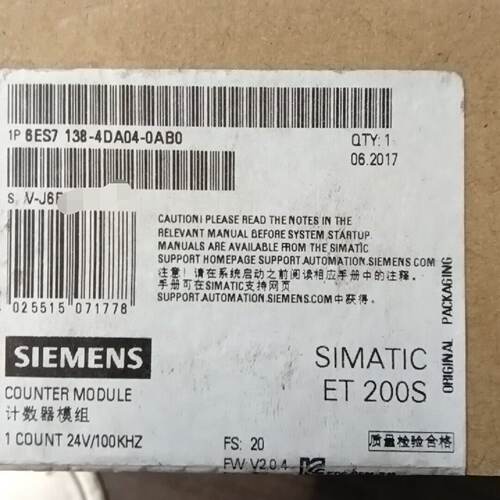 1P 6ES7 138-4DA04-0AB0
QTY: 1
06.2017
S V-J6
CAUTION! PLEASE READ THE NOTES IN THE
RELEVANT MANUAL BEFORE SYSTEM STARTUP.
MANUALS ARE AVAILABLE FROM THE SIMATIC
SUPPORT HOMEPAGE SUPPORT.AUTOMATION.SIEMENS.COM
注意！请在系统启动之前阅读相应手册中的注释。
手册可在SIMATIC支持网页
SUPPORT.AUTOMATION.SIEMENS.COM中获得。
025515 071778
ORIGINAL PACKAGING
SIEMENS
SIMATIC
ET 200S
COUNTER MODULE
计数器模组
1 COUNT 24V/100KHZ
FS: 20
FW V2.0.4
质量检验合格